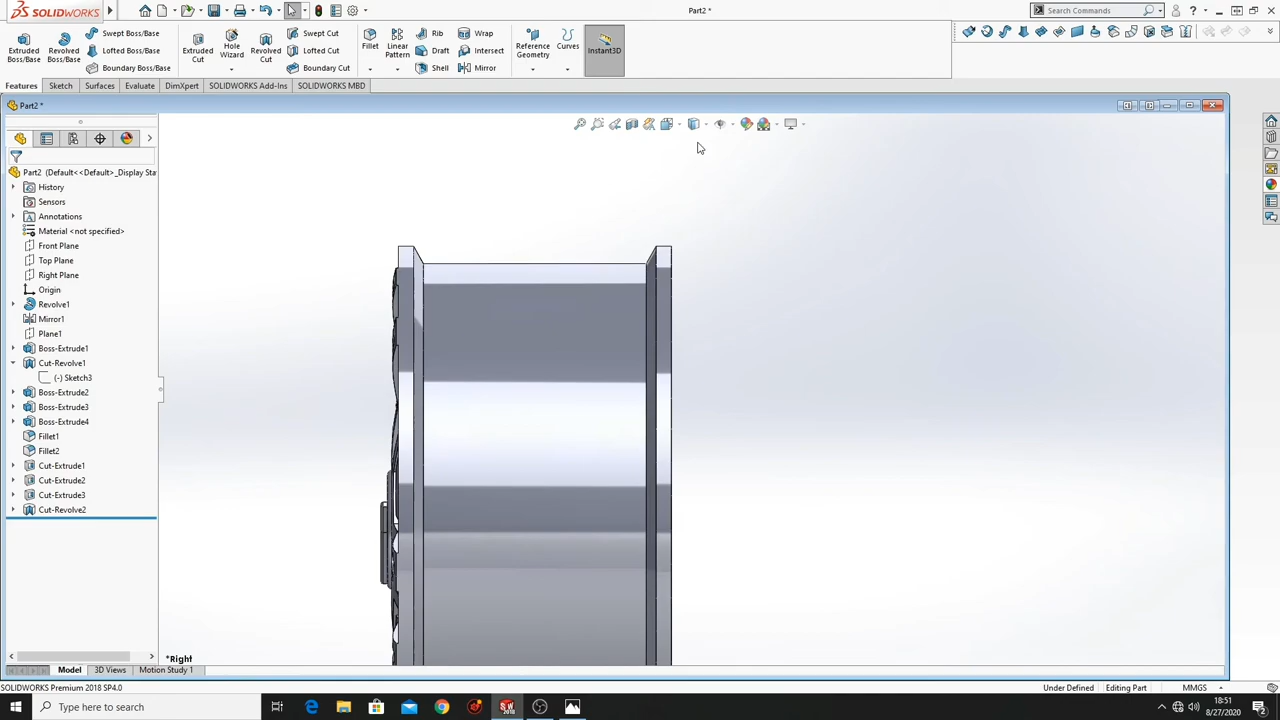 SOLIDWORKS
Part2 *
Search Commands
Extruded Boss/Base
Revolved Boss/Base
Swept Boss/Base
Lofted Boss/Base
Boundary Boss/Base
Extruded Cut
Hole Wizard
Revolved Cut
Swept Cut
Lofted Cut
Boundary Cut
Fillet
Linear Pattern
Rib
Draft
Shell
Wrap
Intersect
Mirror
Reference Geometry
Curves
Instant3D
Features
Sketch
Surfaces
Evaluate
DimXpert
SOLIDWORKS Add-Ins
SOLIDWORKS MBD
Part2 *
Part2 (Default<<Default>_Display Sta
History
Sensors
Annotations
Material <not specified>
Front Plane
Top Plane
Right Plane
Origin
Revolve1
Mirror1
Plane1
Boss-Extrude1
Cut-Revolve1
(-) Sketch3
Boss-Extrude2
Boss-Extrude3
Boss-Extrude4
Fillet1
Fillet2
Cut-Extrude1
Cut-Extrude2
Cut-Extrude3
Cut-Revolve2
*Right
Model
3D Views
Motion Study 1
SOLIDWORKS Premium 2018 SP4.0
Under Defined
Editing Part
MMGS
Type here to search
18:51
8/27/2020